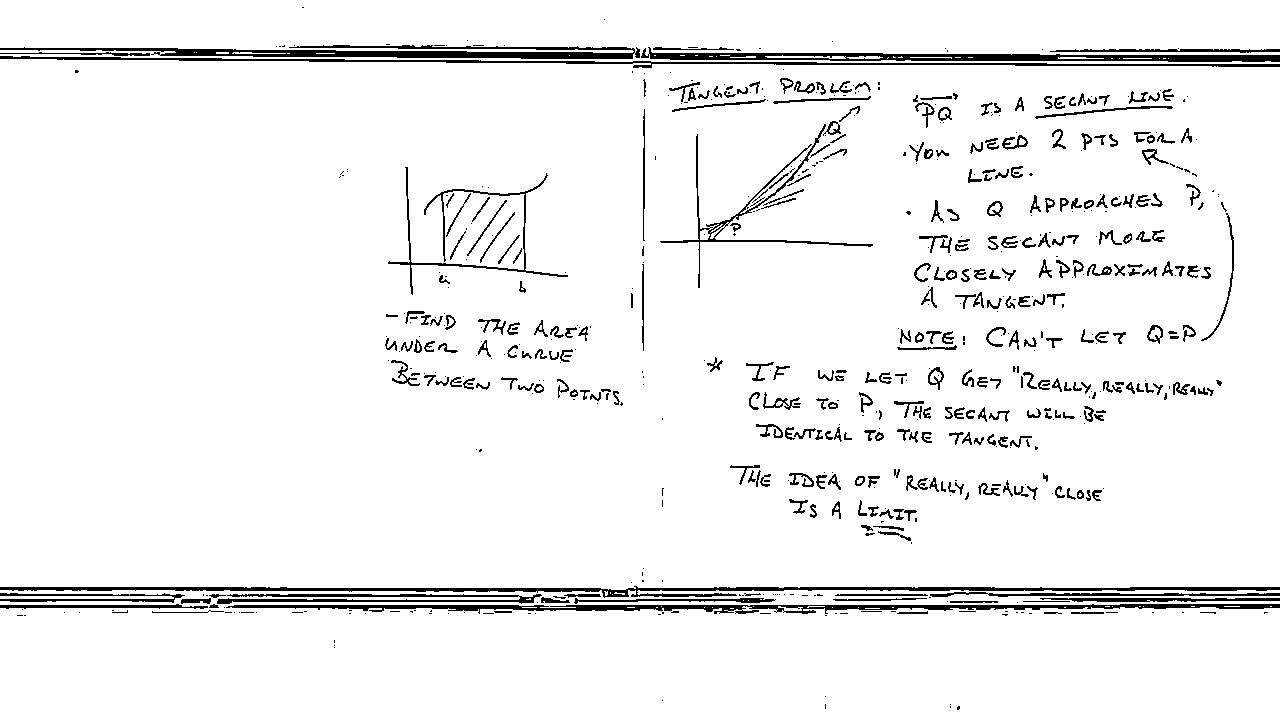 a b
- FIND THE AREA
UNDER A CURVE
BETWEEN TWO POINTS.
TANGENT PROBLEM:
Q
P
PQ IS A SECANT LINE.
· YOU NEED 2 PTS FOR A
LINE.
· AS Q APPROACHES P,
THE SECANT MORE
CLOSELY APPROXIMATES
A TANGENT.
NOTE: CAN'T LET Q=P
* IF WE LET Q GET "REALLY, REALLY, REALLY"
CLOSE TO P, THE SECANT WILL BE
IDENTICAL TO THE TANGENT.
THE IDEA OF "REALLY, REALLY" CLOSE
IS A LIMIT.